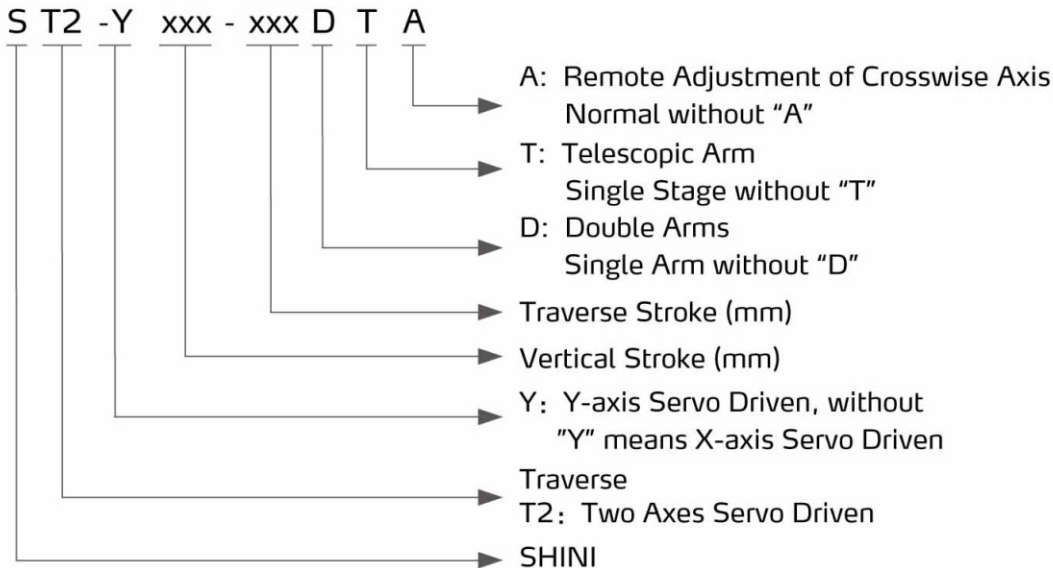 S T2 -Y xxx - xxx D T A
A: Remote Adjustment of Crosswise Axis
Normal without “A”
T: Telescopic Arm
Single Stage without “T”
D: Double Arms
Single Arm without “D”
Traverse Stroke (mm)
Vertical Stroke (mm)
Y: Y-axis Servo Driven, without
”Y” means X-axis Servo Driven
Traverse
T2: Two Axes Servo Driven
SHINI